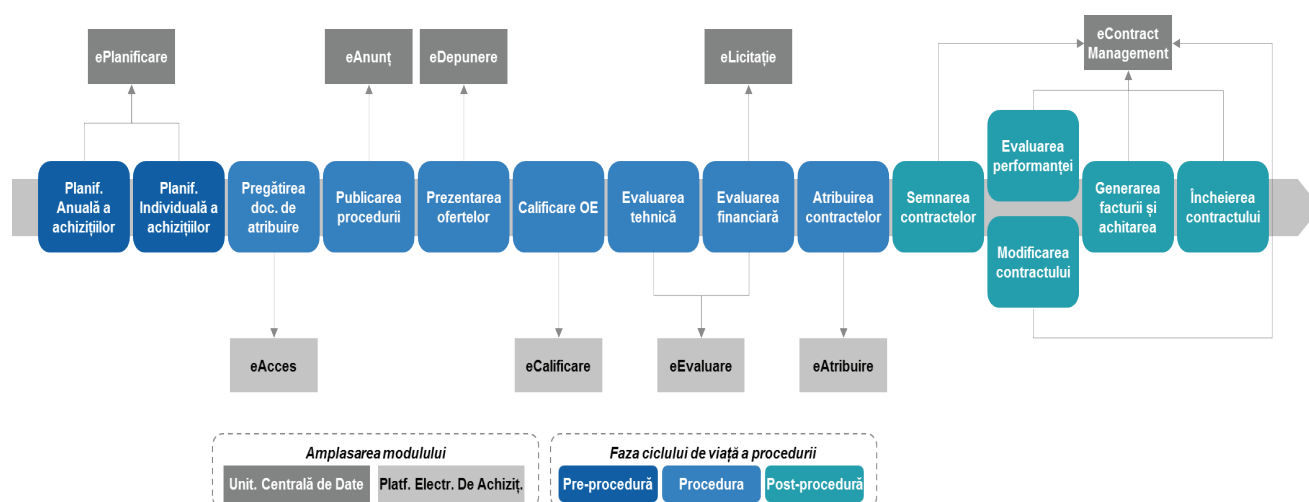 ePlanificare
eAnunț
eDepunere
eLicitație
eContract
Management
Planif.
Anuală a
achizițiilor
Planif.
Individuală a
achizițiilor
Pregătirea
doc. de
atribuire
Publicarea
procedurii
Prezentarea
ofertelor
Calificare OE
Evaluarea
tehnică
Evaluarea
financiară
Atribuirea
contractelor
Semnarea
contractelor
Evaluarea
performanței
Modificarea
contractului
Generarea
facturii și
achitarea
Încheierea
contractului
eAcces
eCalificare
eEvaluare
eAtribuire
Amplasarea modulului
Unit. Centrală de Date
Platf. Electr. De Achiziț.
Faza ciclului de viață a procedurii
Pre-procedură
Procedura
Post-procedură